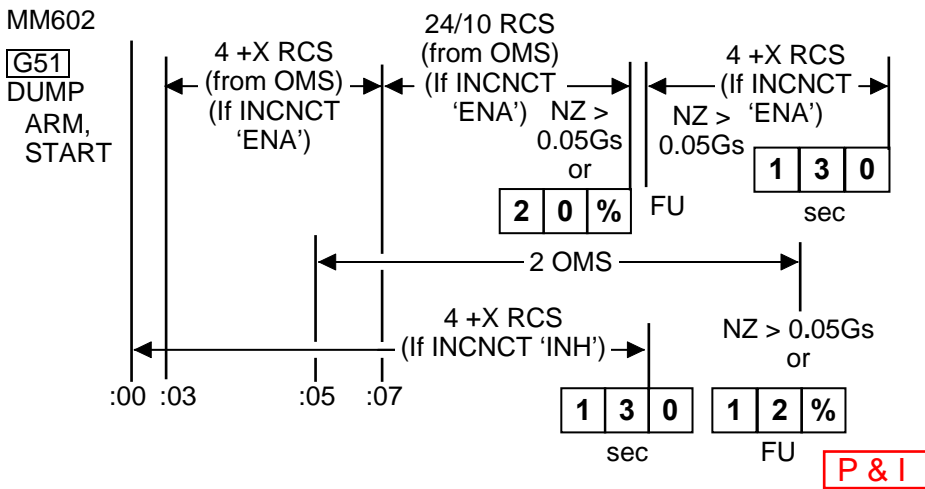 MM602
G51
DUMP
ARM,
START
4 +X RCS
(from OMS)
(If INCNCT
'ENA')
24/10 RCS
(from OMS)
(If INCNCT
'ENA')
NZ >
0.05Gs
or
2 0 %
FU
4 +X RCS
(If INCNCT
'ENA')
NZ >
0.05Gs
1 3 0
sec
2 OMS
4 +X RCS
(If INCNCT 'INH')
NZ > 0.05Gs
or
:00 :03 :05 :07
1 3 0
sec
1 2 %
FU
P & I